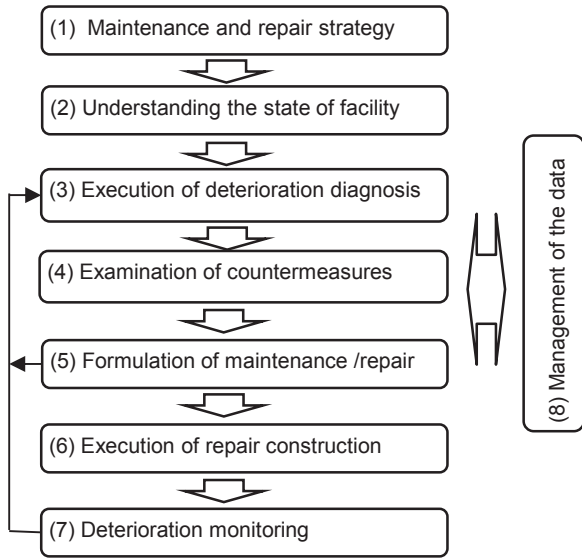 (1) Maintenance and repair strategy
(2) Understanding the state of facility
(3) Execution of deterioration diagnosis
(4) Examination of countermeasures
(5) Formulation of maintenance /repair
(6) Execution of repair construction
(7) Deterioration monitoring
(8) Management of the data